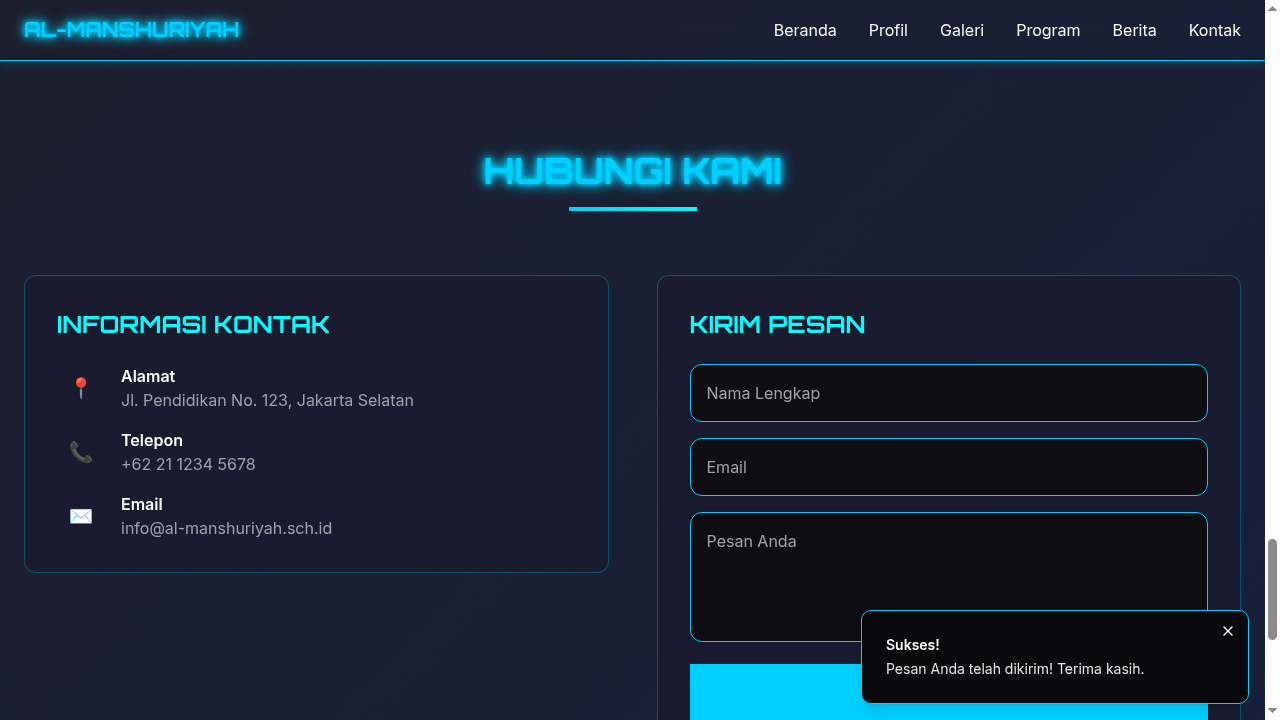 AL-MANSHURIYAH
Beranda
Profil
Galeri
Program
Berita
Kontak
HUBUNGI KAMI
INFORMASI KONTAK
Alamat
Jl. Pendidikan No. 123, Jakarta Selatan
Telepon
+62 21 1234 5678
Email
info@al-manshuriyah.sch.id
KIRIM PESAN
Nama Lengkap
Email
Pesan Anda
Sukses!
Pesan Anda telah dikirim! Terima kasih.